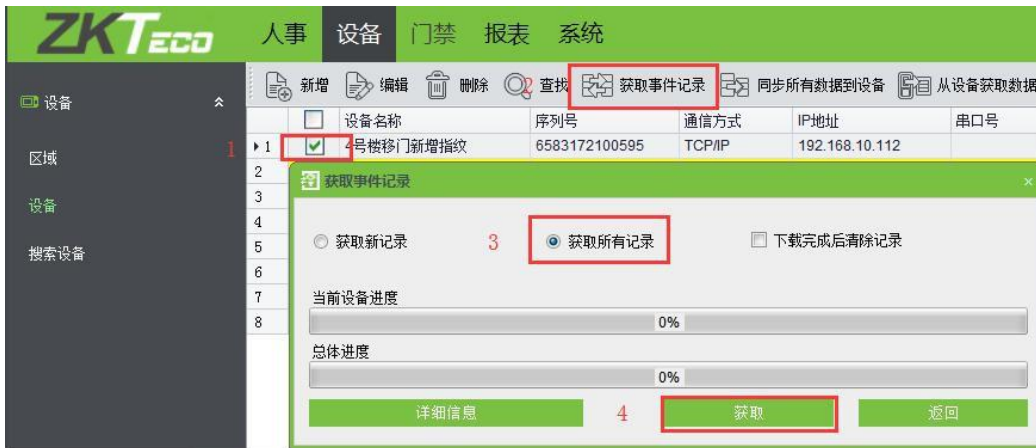 ZKTeco
人事 设备 门禁 报表 系统
设备
新增 编辑 删除 2 查找 获取事件记录 同步所有数据到设备 从设备获取数据
设备名称 序列号 通信方式 IP地址 串口号
1 1 4号楼移门新增指纹 6583172100595 TCP/IP 192.168.10.112
区域
2
获取事件记录
3
设备
4
获取新记录 3 获取所有记录 下载完成后清除记录
5
搜索设备
6
7
当前设备进度
8
0%
总体进度
0%
详细信息 4 获取 返回